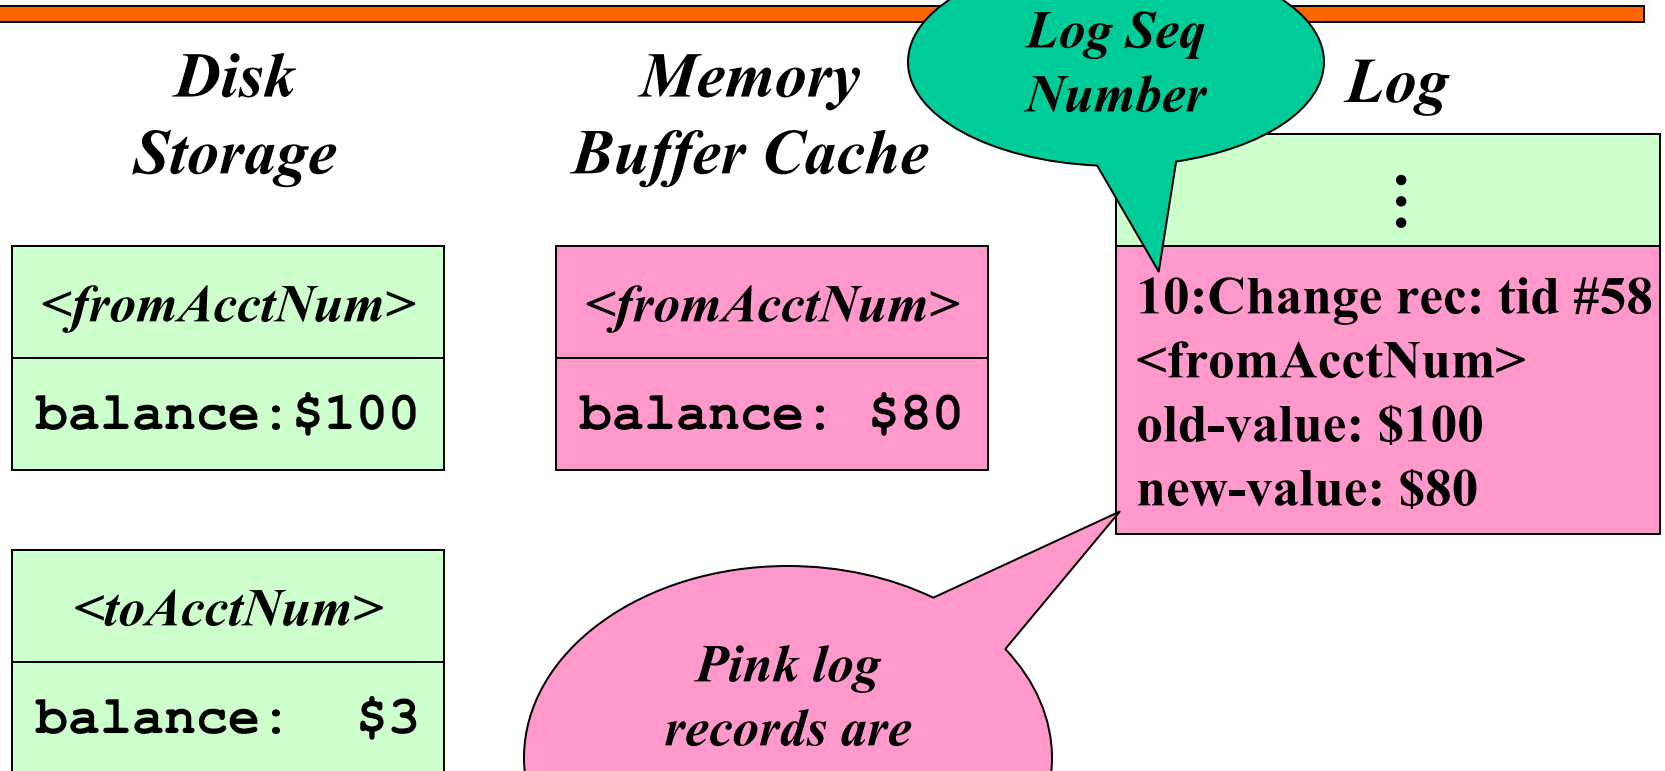 Disk
Storage
Memory
Buffer Cache
Log Seq
Number
Log
<fromAcctNum>
balance:$100
<toAcctNum>
balance: $3
<fromAcctNum>
balance: $80
10:Change rec: tid #58
<fromAcctNum>
old-value: $100
new-value: $80
Pink log
records are